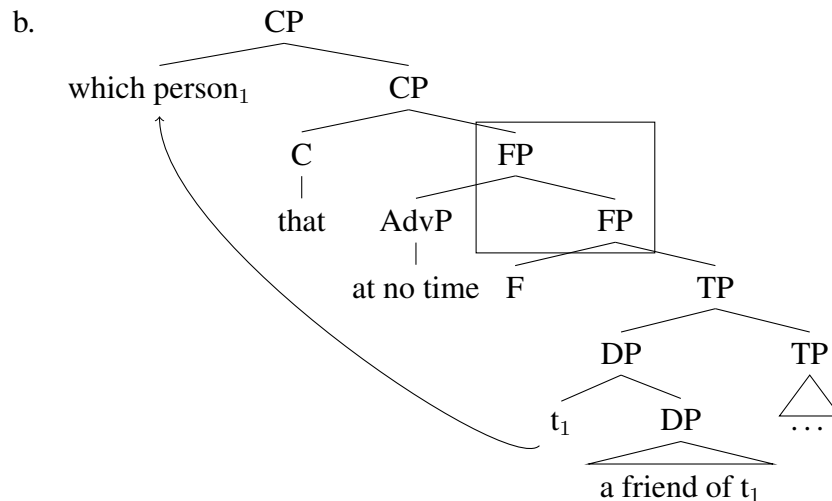 b. CP
which person₁ CP
C FP
that AdvP FP
at no time F TP
DP TP
t₁ DP ...
a friend of t₁